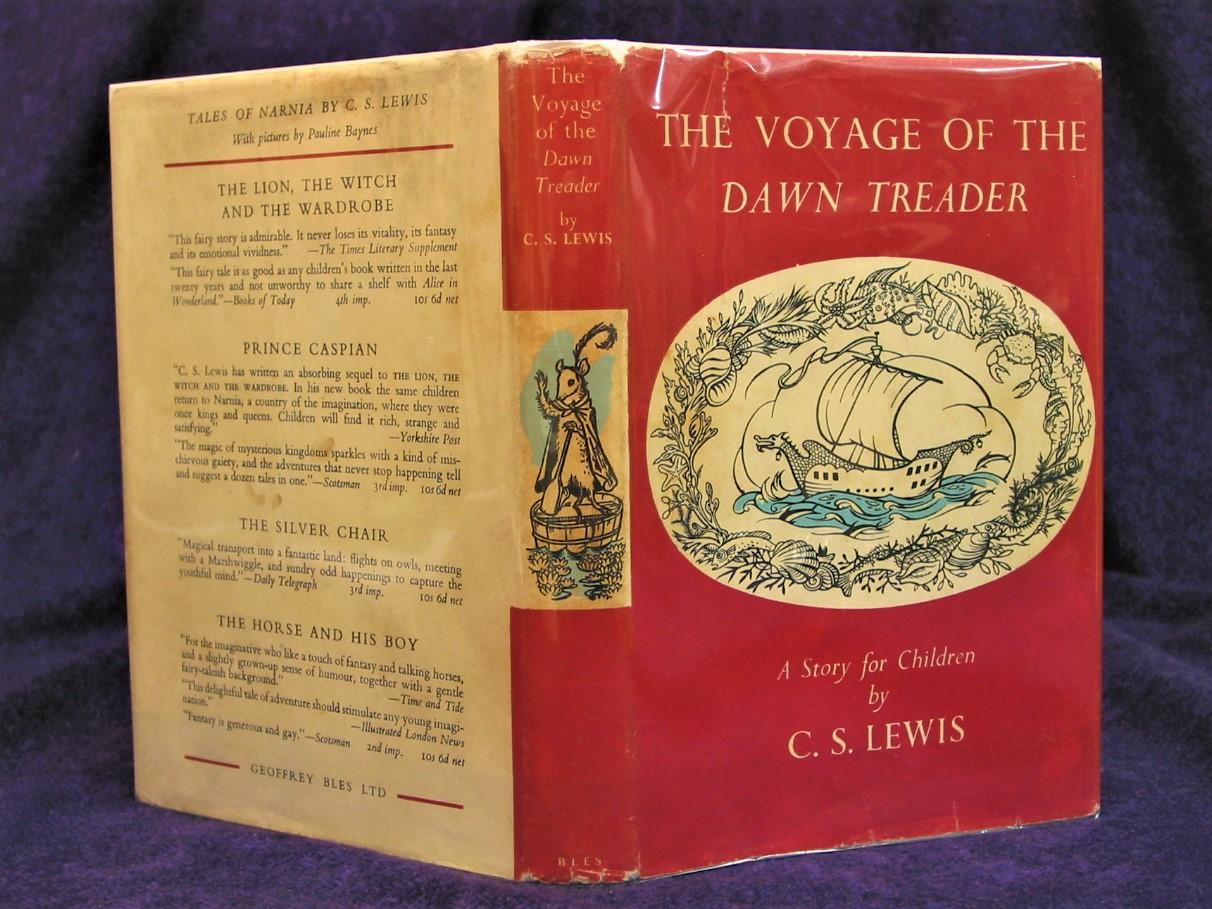 TALES OF NARNIA BY C. S. LEWIS
With pictures by Pauline Baynes
THE LION, THE WITCH
AND THE WARDROBE
"This fairy story is admirable. It never loses its vitality, its fantasy
and its emotional vividness." —The Times Literary Supplement
"This fairy tale is as good as any children's book written in the last
twenty years and not unworthy to share a shelf with Alice in
Wonderland."—Books of Today 4th imp. 10s 6d net
PRINCE CASPIAN
"C. S. Lewis has written an absorbing sequel to THE LION, THE
WITCH AND THE WARDROBE. In his new book the same children
return to Narnia, a country of the imagination, where they were
once kings and queens. Children will find it rich, strange and
satisfying."
—Yorkshire Post
"The magic of mysterious kingdoms sparkles with a kind of mis-
chievous gaiety, and the adventures that never stop happening tell
and suggest a dozen tales in one."—Scotsman 3rd imp. 10s 6d net
THE SILVER CHAIR
"Magical transport into a fantastic land: flights on owls, meeting
with a Marshwiggle, and sundry odd happenings to capture the
youthful mind."—Daily Telegraph 3rd imp. 10s 6d net
THE HORSE AND HIS BOY
"For the imaginative who like a touch of fantasy and talking horses,
and a slightly grown-up sense of humour, together with a gentle
fairy-taleish background."
—Time and Tide
"This delightful tale of adventure should stimulate any young imagi-
nation."
—Illustrated London News
"Fantasy is generous and gay."—Scotsman 2nd imp. 10s 6d net
GEOFFREY BLES LTD
The
Voyage
of the
Dawn
Treader
by
C. S. LEWIS
BLES
THE VOYAGE OF THE
DAWN TREADER
A Story for Children
by
C. S. LEWIS